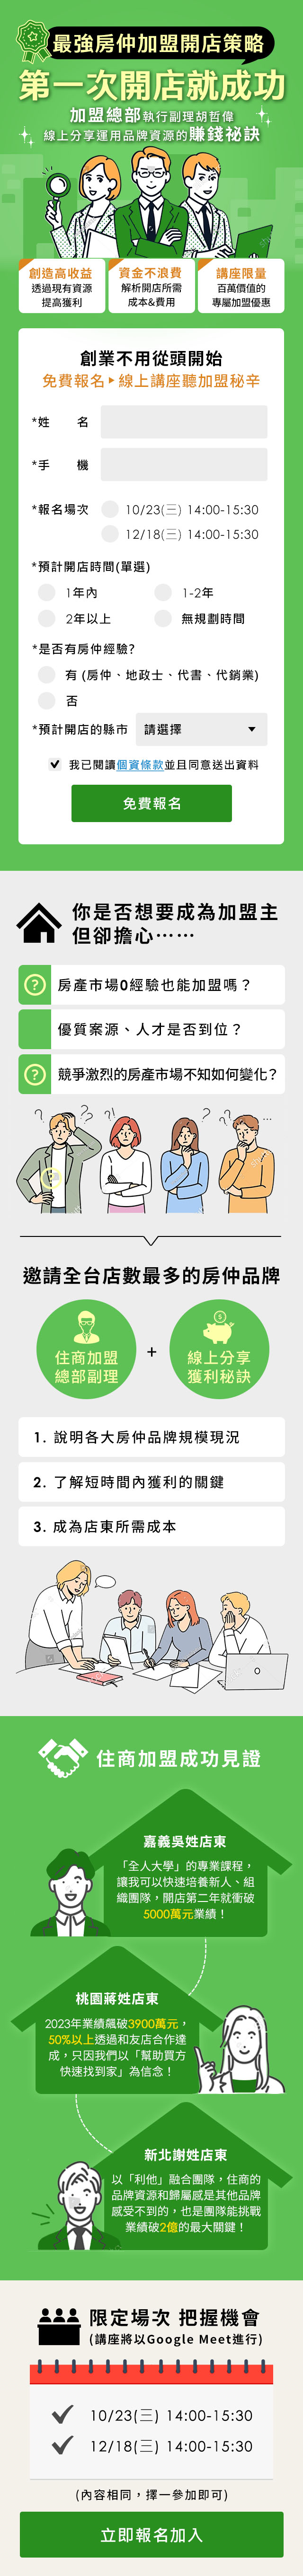 最強房仲加盟開店策略
第一次開店就成功
加盟總部執行副理胡哲偉
線上分享運用品牌資源的賺錢祕訣
創造高收益
透過現有資源
提高獲利
資金不浪費
解析開店所需
成本&費用
講座限量
百萬價值的
專屬加盟優惠
創業不用從頭開始
免費報名▸線上講座聽加盟秘辛
*姓 名
*手 機
*報名場次
10/23(三) 14:00-15:30
12/18(三) 14:00-15:30
*預計開店時間(單選)
1年內
1-2年
2年以上
無規劃時間
*是否有房仲經驗?
有 (房仲、地政士、代書、代銷業)
否
*預計開店的縣市
請選擇
我已閱讀個資條款並且同意送出資料
免費報名
你是否想要成為加盟主
但卻擔心⋯⋯
? 房產市場0經驗也能加盟嗎？
優質案源、人才是否到位？
? 競爭激烈的房產市場不知如何變化？
邀請全台店數最多的房仲品牌
住商加盟
總部副理
+
線上分享
獲利秘訣
1. 說明各大房仲品牌規模現況
2. 了解短時間內獲利的關鍵
3. 成為店東所需成本
住商加盟成功見證
嘉義吳姓店東
「全人大學」的專業課程，
讓我可以快速培養新人、組
織團隊，開店第二年就衝破
5000萬元業績！
桃園蔣姓店東
2023年業績飆破3900萬元，
50%以上透過和友店合作達
成，只因我們以「幫助買方
快速找到家」為信念！
新北謝姓店東
以「利他」融合團隊，住商的
品牌資源和歸屬感是其他品牌
感受不到的，也是團隊能挑戰
業績破2億的最大關鍵！
限定場次 把握機會
(講座將以Google Meet進行)
10/23(三) 14:00-15:30
12/18(三) 14:00-15:30
(內容相同，擇一參加即可)
立即報名加入